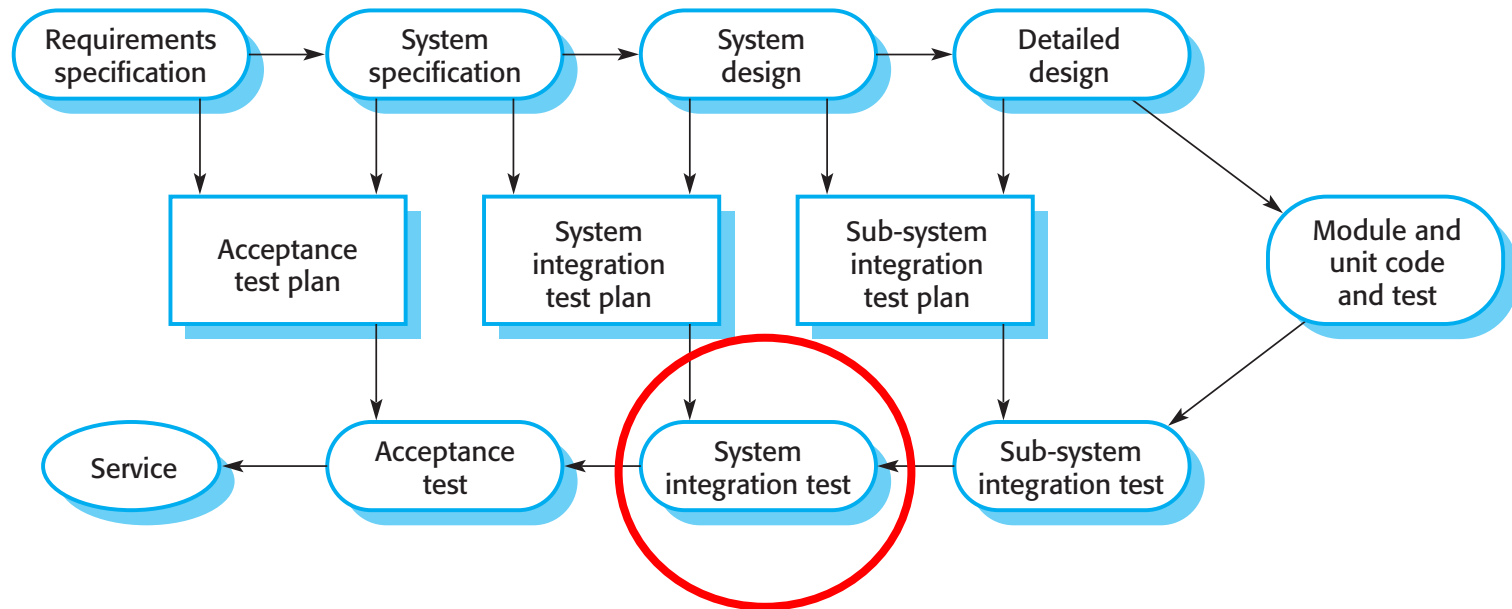 Requirements
specification
System
specification
System
design
Detailed
design
Acceptance
test plan
System
integration
test plan
Sub-system
integration
test plan
Module and
unit code
and test
Service
Acceptance
test
System
integration test
Sub-system
integration test